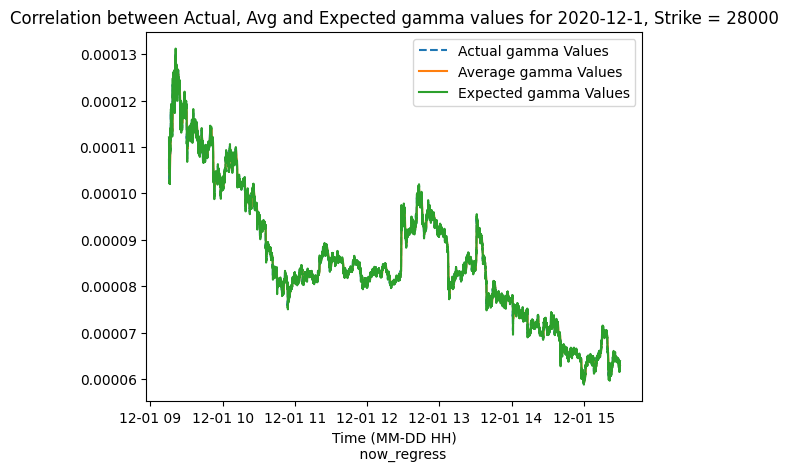 Correlation between Actual, Avg and Expected gamma values for 2020-12-1, Strike = 28000
Actual gamma Values
Average gamma Values
Expected gamma Values
0.00013
0.00012
0.00011
0.00010
0.00009
0.00008
0.00007
0.00006
12-01 09 12-01 10 12-01 11 12-01 12 12-01 13 12-01 14 12-01 15
Time (MM-DD HH)
now_regress